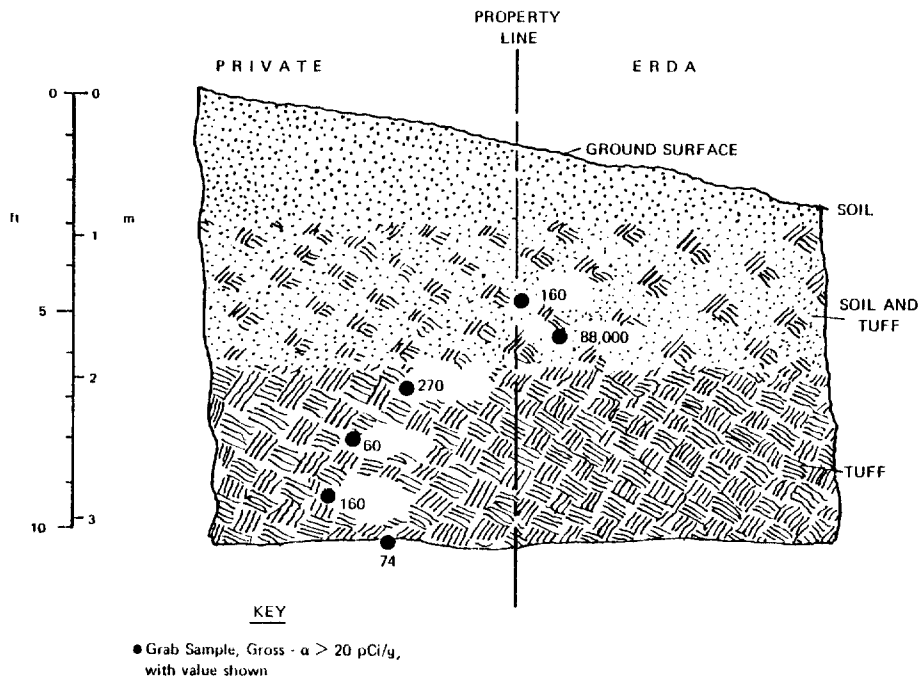 PROPERTY
LINE
PRIVATE
ERDA
0 0
GROUND SURFACE
ft
m
SOIL
1
160
5
SOIL AND
TUFF
88,000
2
270
60
TUFF
160
3
10
74
KEY
● Grab Sample, Gross - α > 20 pCi/g,
with value shown